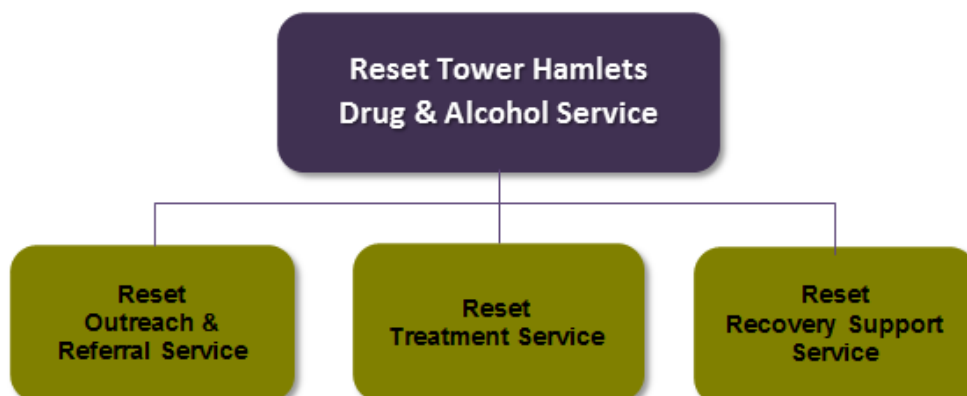 Reset Tower Hamlets
Drug & Alcohol Service
Reset
Outreach &
Referral Service
Reset
Treatment Service
Reset
Recovery Support
Service